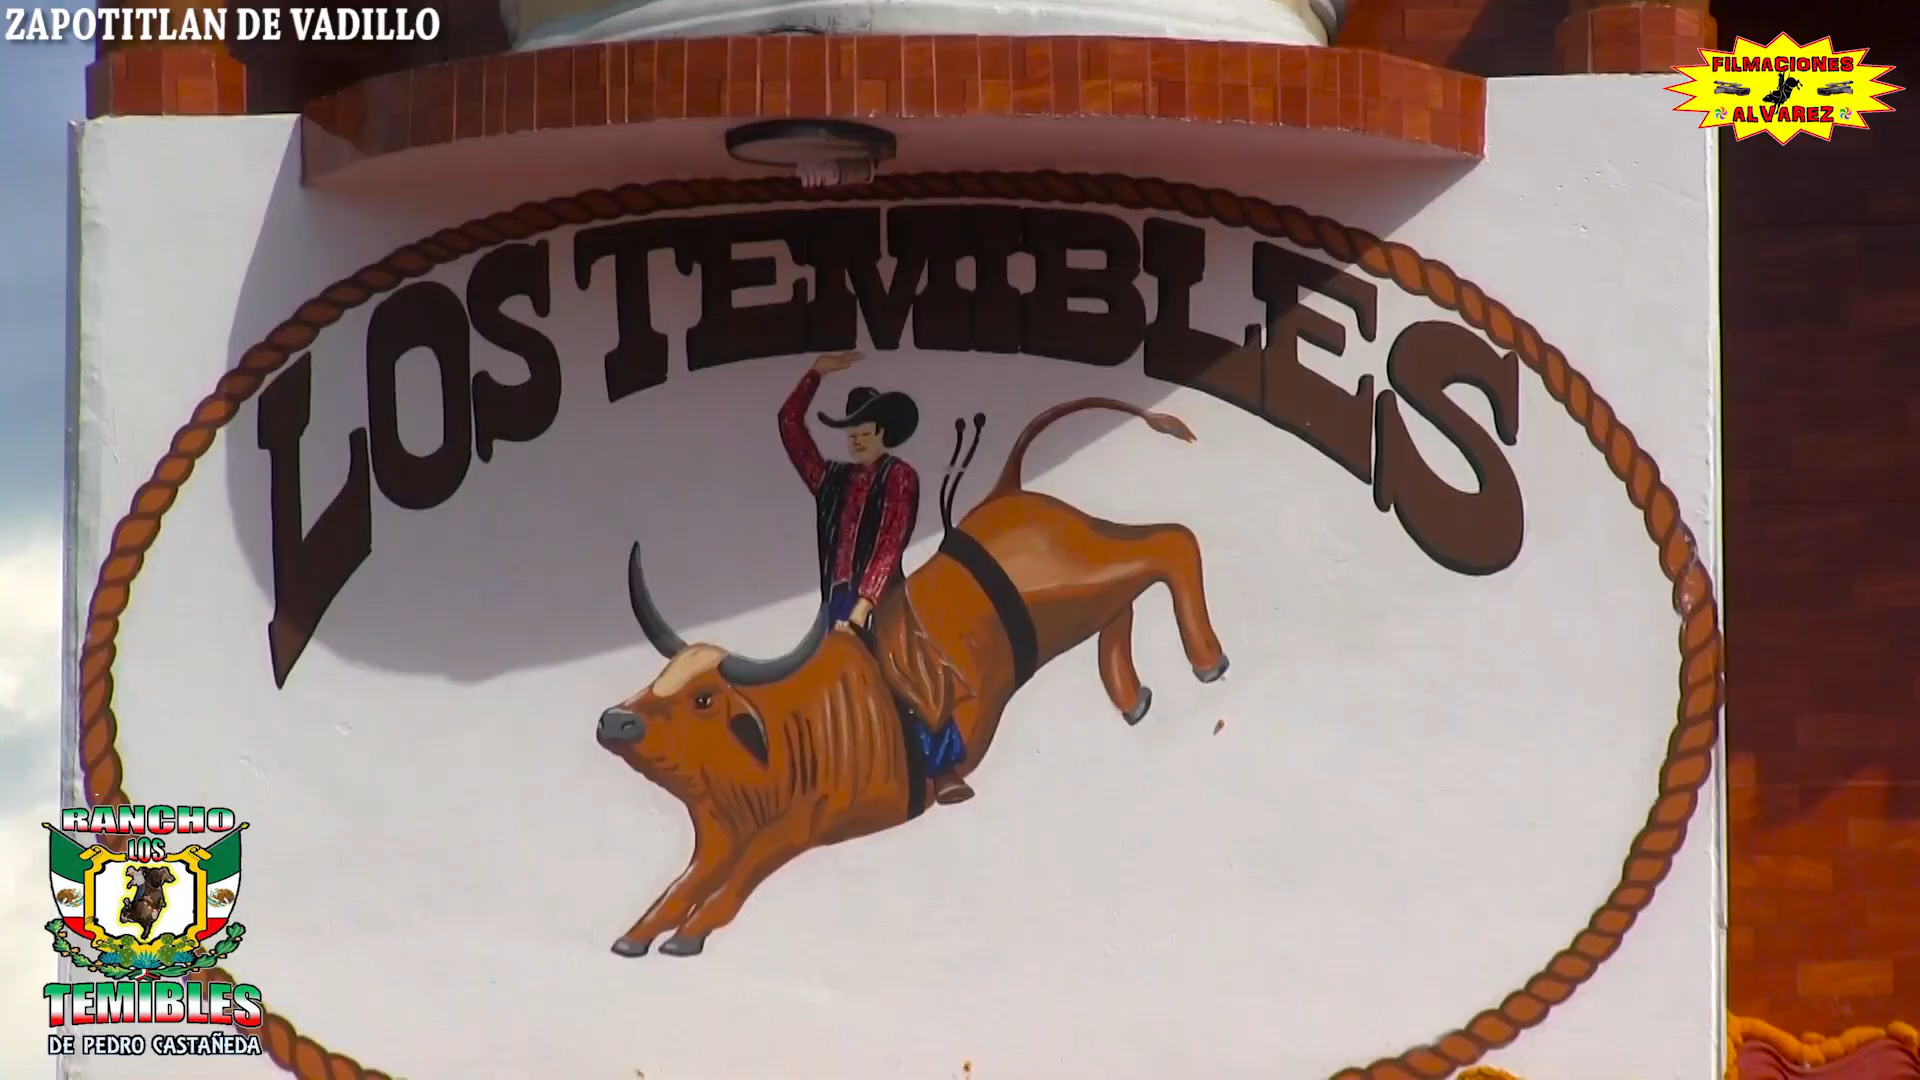 ZAPOTITLAN DE VADILLO
FILMACIONES
ALVAREZ
LOS TEMIBLES
RANCHO
LOS
TEMIBLES
DE PEDRO CASTAÑEDA